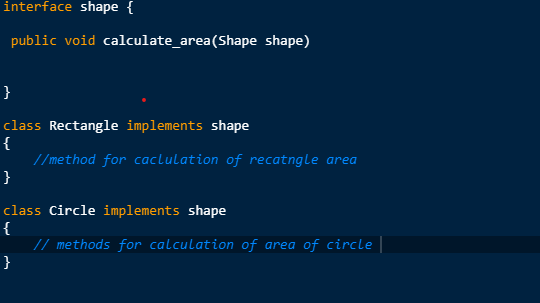 interface shape {
public void calculate_area(Shape shape)
}
class Rectangle implements shape
{
//method for caclulation of recatngle area
}
class Circle implements shape
{
// methods for calculation of area of circle
}